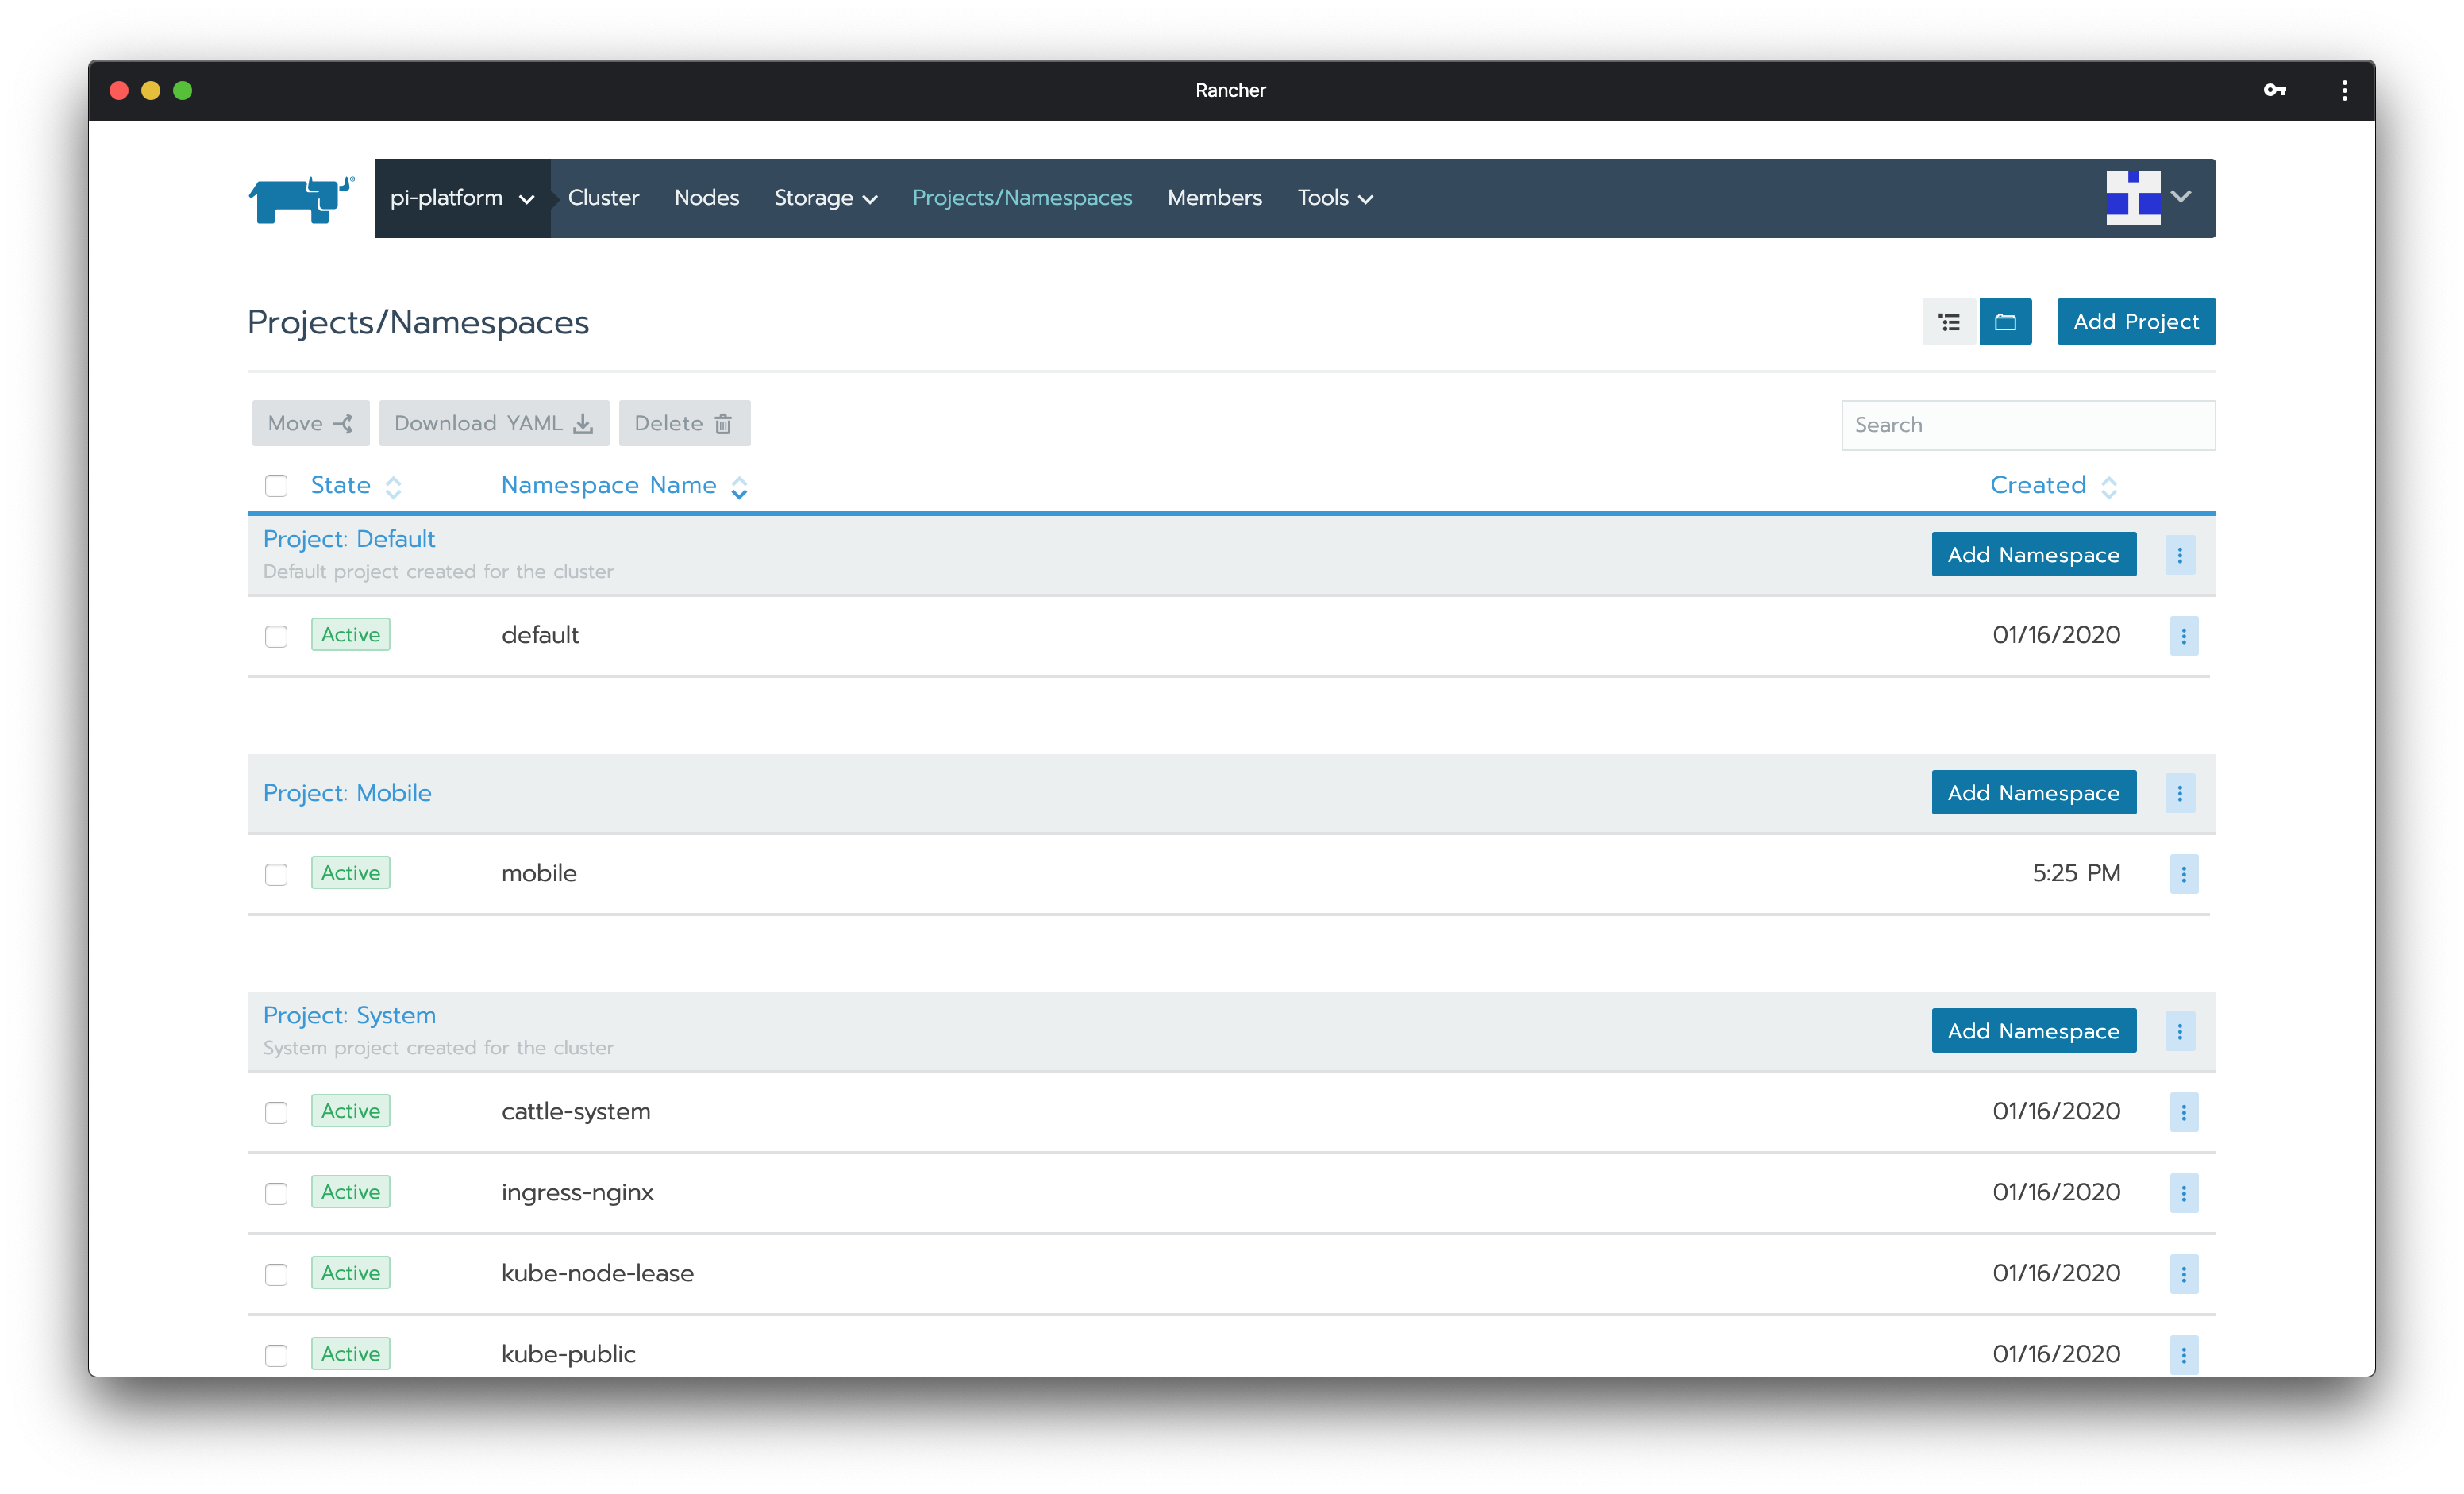 Rancher
pi-platform Cluster Nodes Storage Projects/Namespaces Members Tools
Projects/Namespaces
Add Project
Move Download YAML Delete
Search
State Namespace Name Created
Project: Default
Default project created for the cluster
Add Namespace
Active default 01/16/2020
Project: Mobile
Add Namespace
Active mobile 5:25 PM
Project: System
System project created for the cluster
Add Namespace
Active cattle-system 01/16/2020
Active ingress-nginx 01/16/2020
Active kube-node-lease 01/16/2020
Active kube-public 01/16/2020